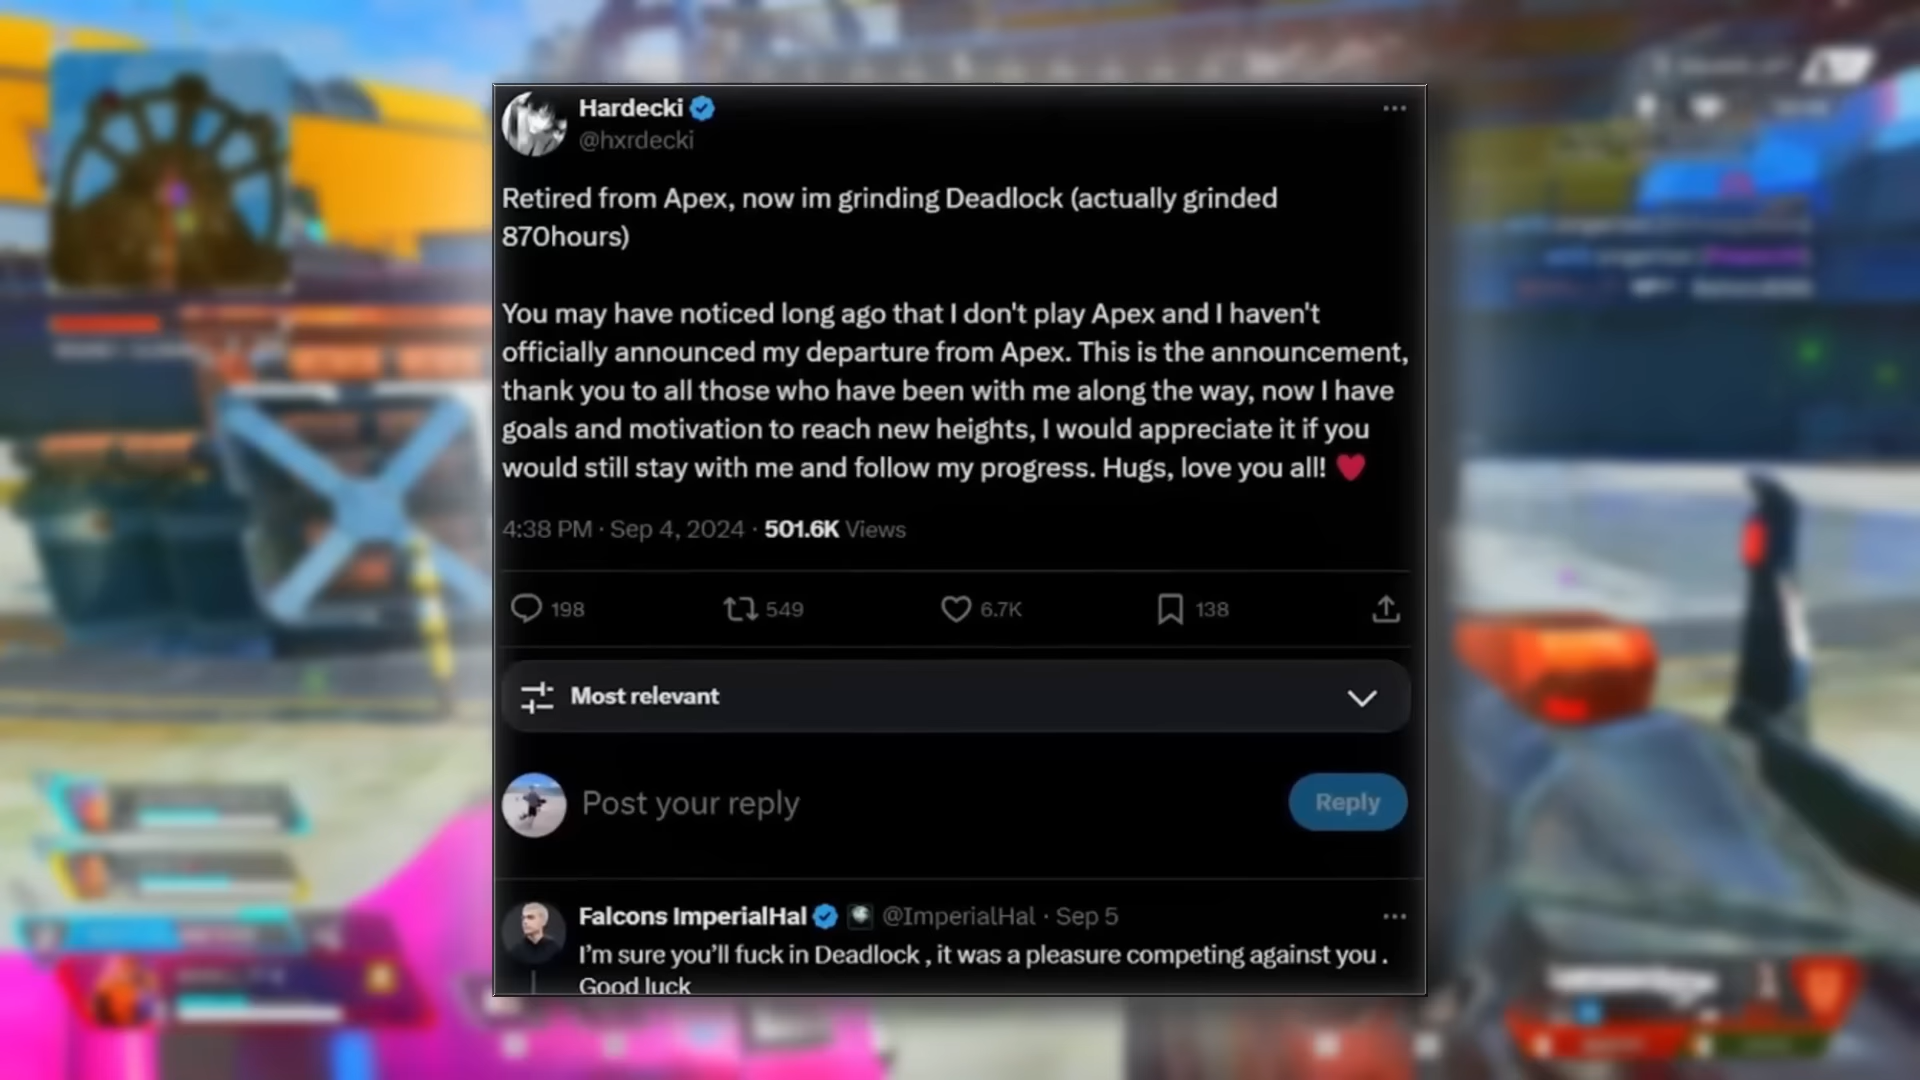 Hardecki
@hxrdecki
Retired from Apex, now im grinding Deadlock (actually grinded
870hours)
You may have noticed long ago that I don't play Apex and I haven't
officially announced my departure from Apex. This is the announcement,
thank you to all those who have been with me along the way, now I have
goals and motivation to reach new heights, I would appreciate it if you
would still stay with me and follow my progress. Hugs, love you all! ❤️
4:38 PM · Sep 4, 2024 · 501.6K Views
198 549 6.7K 138
Most relevant
Post your reply
Reply
Falcons ImperialHal @ImperialHal · Sep 5
I’m sure you’ll fuck in Deadlock , it was a pleasure competing against you .
Good luck